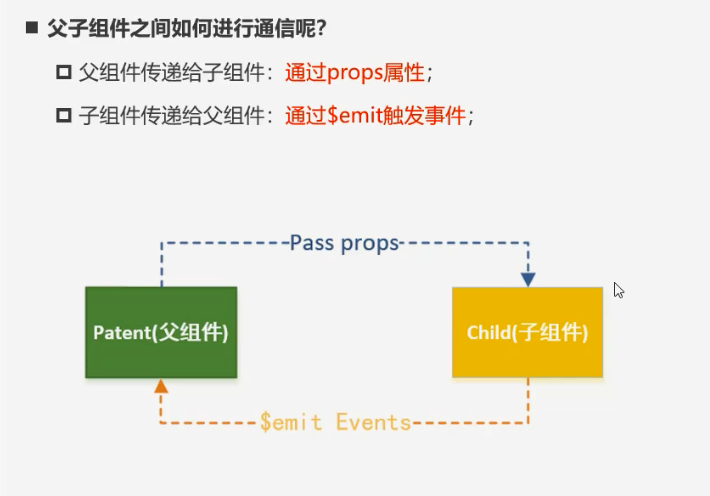 父子组件之间如何进行通信呢？
父组件传递给子组件：通过props属性；
子组件传递给父组件：通过$emit触发事件；
Pass props
Patent(父组件)
Child(子组件)
$emit Events